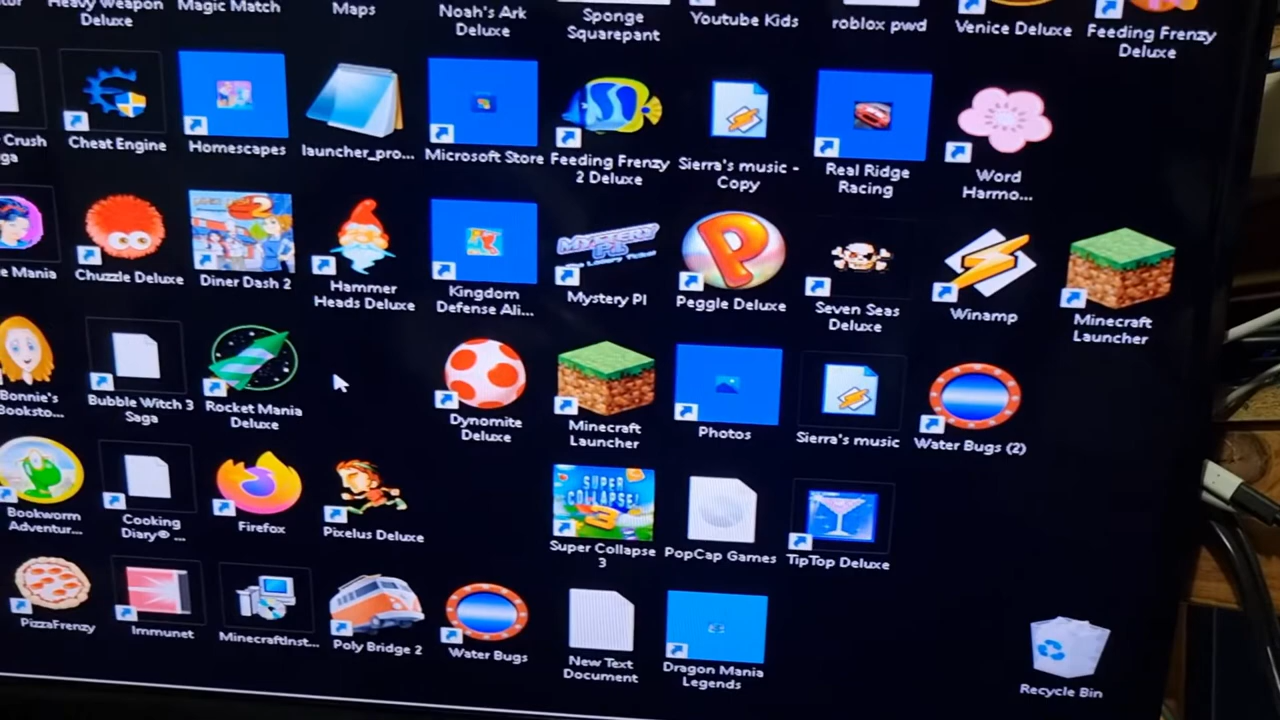 Heavy Weapon
Deluxe
Magic Match
Maps
Noah's Ark
Deluxe
Sponge
Squarepant
Youtube Kids
roblox pwd
Venice Deluxe
Feeding Frenzy
Deluxe
Crush
Cheat Engine
Homescapes
launcher_pro...
Microsoft Store
Feeding Frenzy
2 Deluxe
Sierra's music -
Copy
Real Ridge
Racing
Word
Harmo...
Mania
Chuzzle Deluxe
Diner Dash 2
Hammer
Heads Deluxe
Kingdom
Defense Ali...
MYSTERY
P.I.
Mystery PI
P
Peggle Deluxe
Seven Seas
Deluxe
Winamp
Minecraft
Launcher
Bonnie's
Booksto...
Bubble Witch 3
Saga
Rocket Mania
Deluxe
Dynomite
Deluxe
Minecraft
Launcher
Photos
Sierra's music
Water Bugs (2)
Bookworm
Adventur...
Cooking
Diary® ...
Firefox
Pixelus Deluxe
SUPER
COLLAPSE!
3
Super Collapse
3
PopCap Games
TipTop Deluxe
PizzaFrenzy
Immunet
MinecraftInst...
Poly Bridge 2
Water Bugs
New Text
Document
Dragon Mania
Legends
Recycle Bin